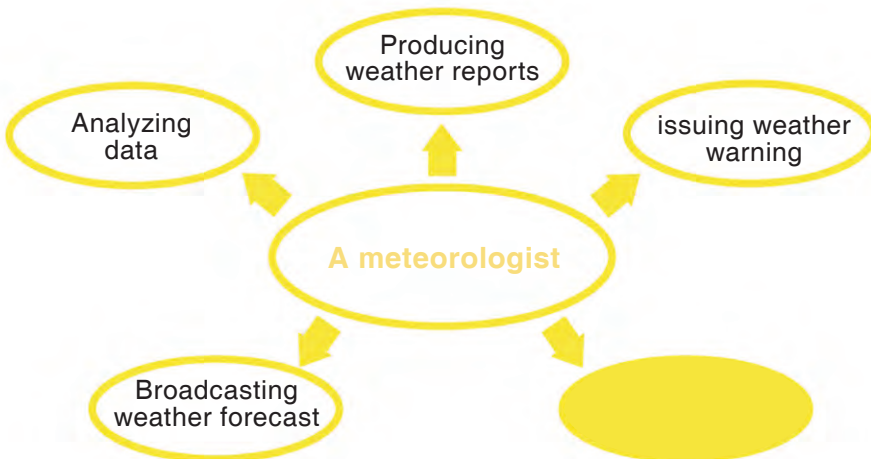 Producing
weather reports
Analyzing
data
issuing weather
warning
A meteorologist
Broadcasting
weather forecast